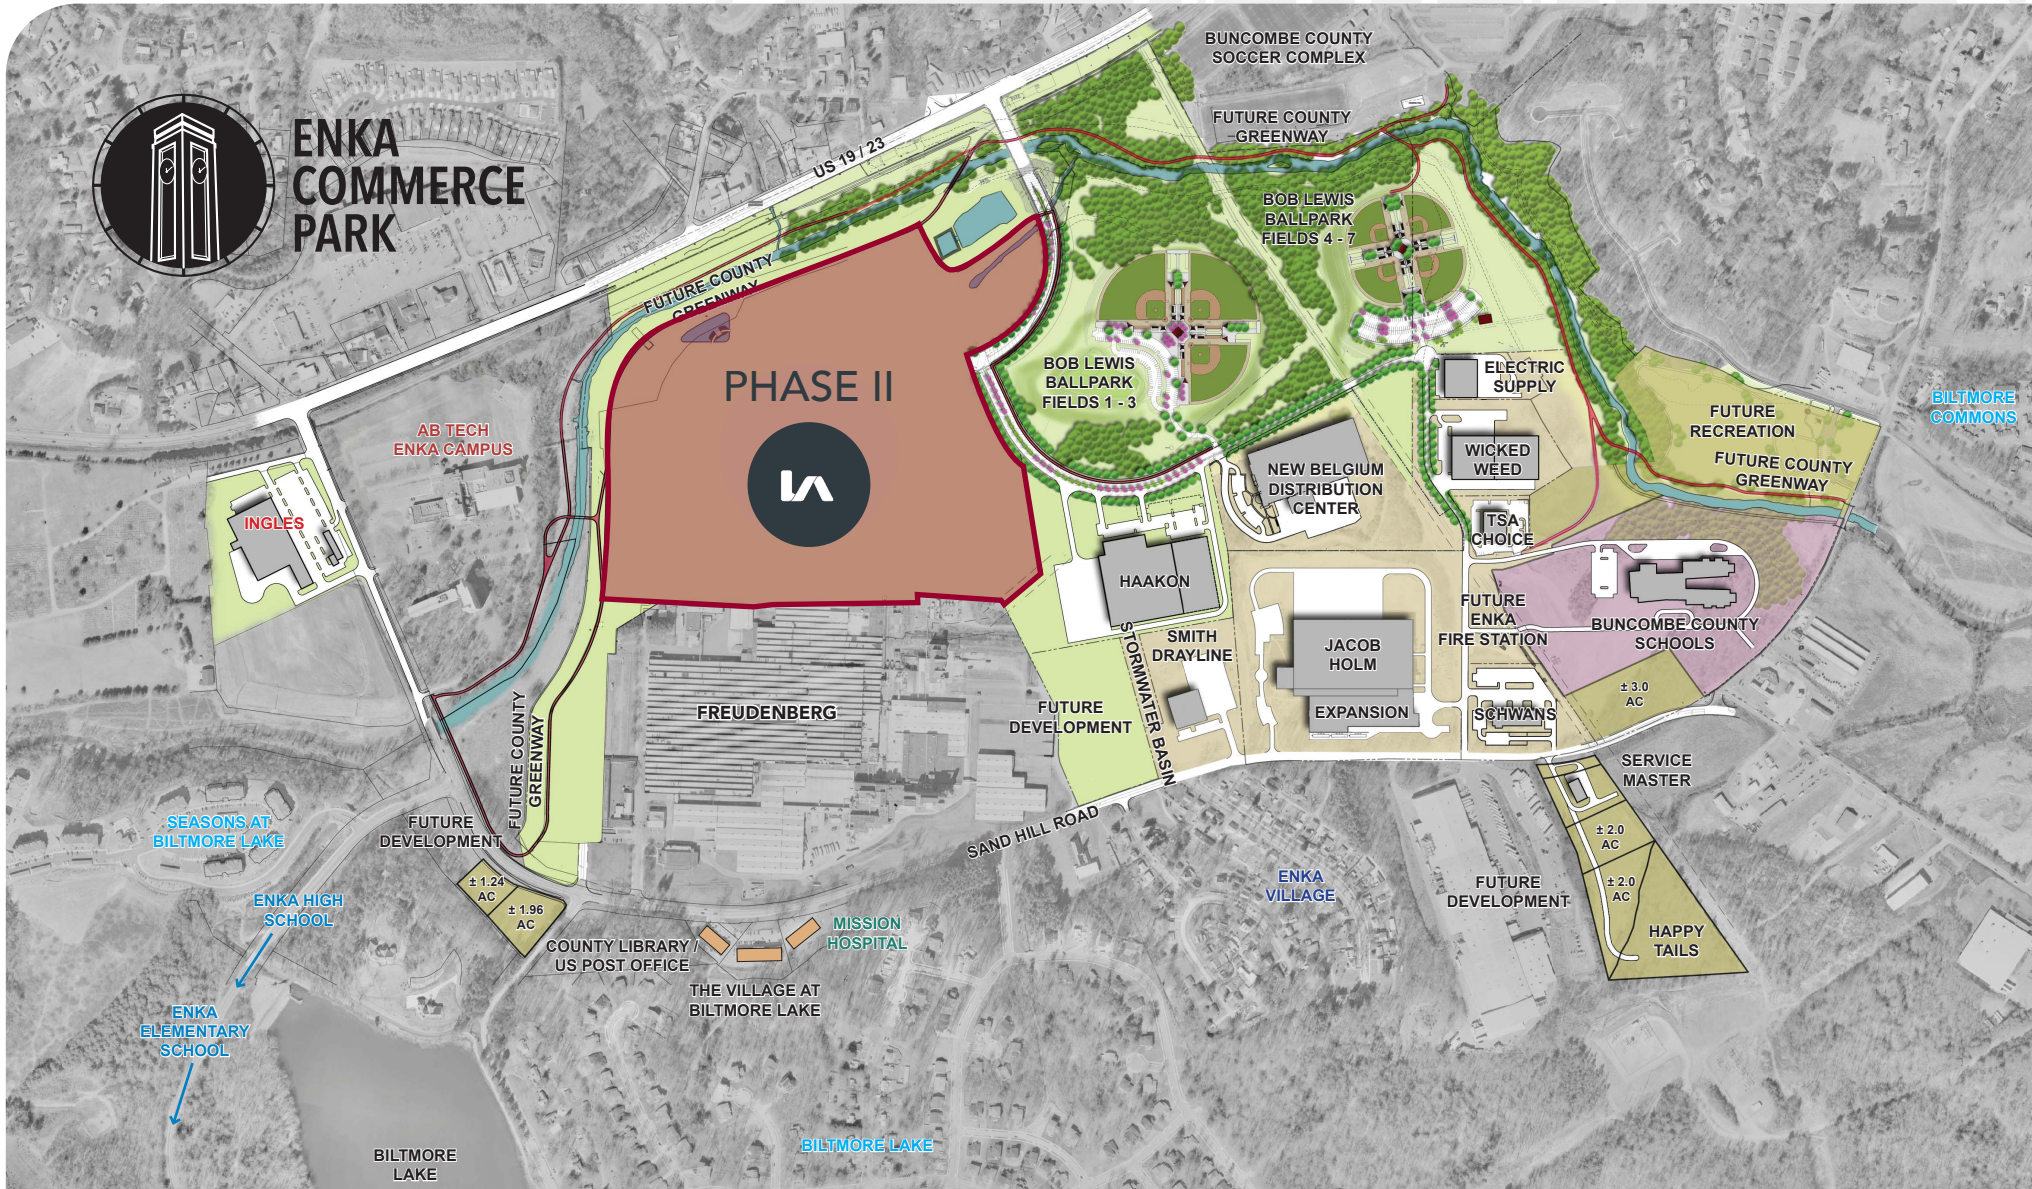 ENKA
COMMERCE
PARK
BUNCOMBE COUNTY
SOCCER COMPLEX
FUTURE COUNTY
GREENWAY
US 19 / 23
BOB LEWIS
BALLPARK
FIELDS 4 - 7
FUTURE COUNTY
GREENWAY
PHASE II
BOB LEWIS
BALLPARK
FIELDS 1 - 3
ELECTRIC
SUPPLY
BILTMORE
COMMONS
FUTURE
RECREATION
FUTURE COUNTY
GREENWAY
AB TECH
ENKA CAMPUS
WICKED
WEED
NEW BELGIUM
DISTRIBUTION
CENTER
INGLES
TSA
CHOICE
HAAKON
FUTURE
ENKA
FIRE STATION
BUNCOMBE COUNTY
SCHOOLS
SMITH
DRAYLINE
JACOB
HOLM
STORMWATER BASIN
± 3.0
AC
FREUDENBERG
FUTURE
DEVELOPMENT
EXPANSION
SCHWANS
FUTURE COUNTY
GREENWAY
SERVICE
MASTER
SEASONS AT
BILTMORE LAKE
FUTURE
DEVELOPMENT
SAND HILL ROAD
± 2.0
AC
± 1.24
AC
± 1.96
AC
ENKA
VILLAGE
FUTURE
DEVELOPMENT
± 2.0
AC
ENKA HIGH
SCHOOL
MISSION
HOSPITAL
HAPPY
TAILS
COUNTY LIBRARY /
US POST OFFICE
THE VILLAGE AT
BILTMORE LAKE
ENKA
ELEMENTARY
SCHOOL
BILTMORE LAKE
BILTMORE
LAKE